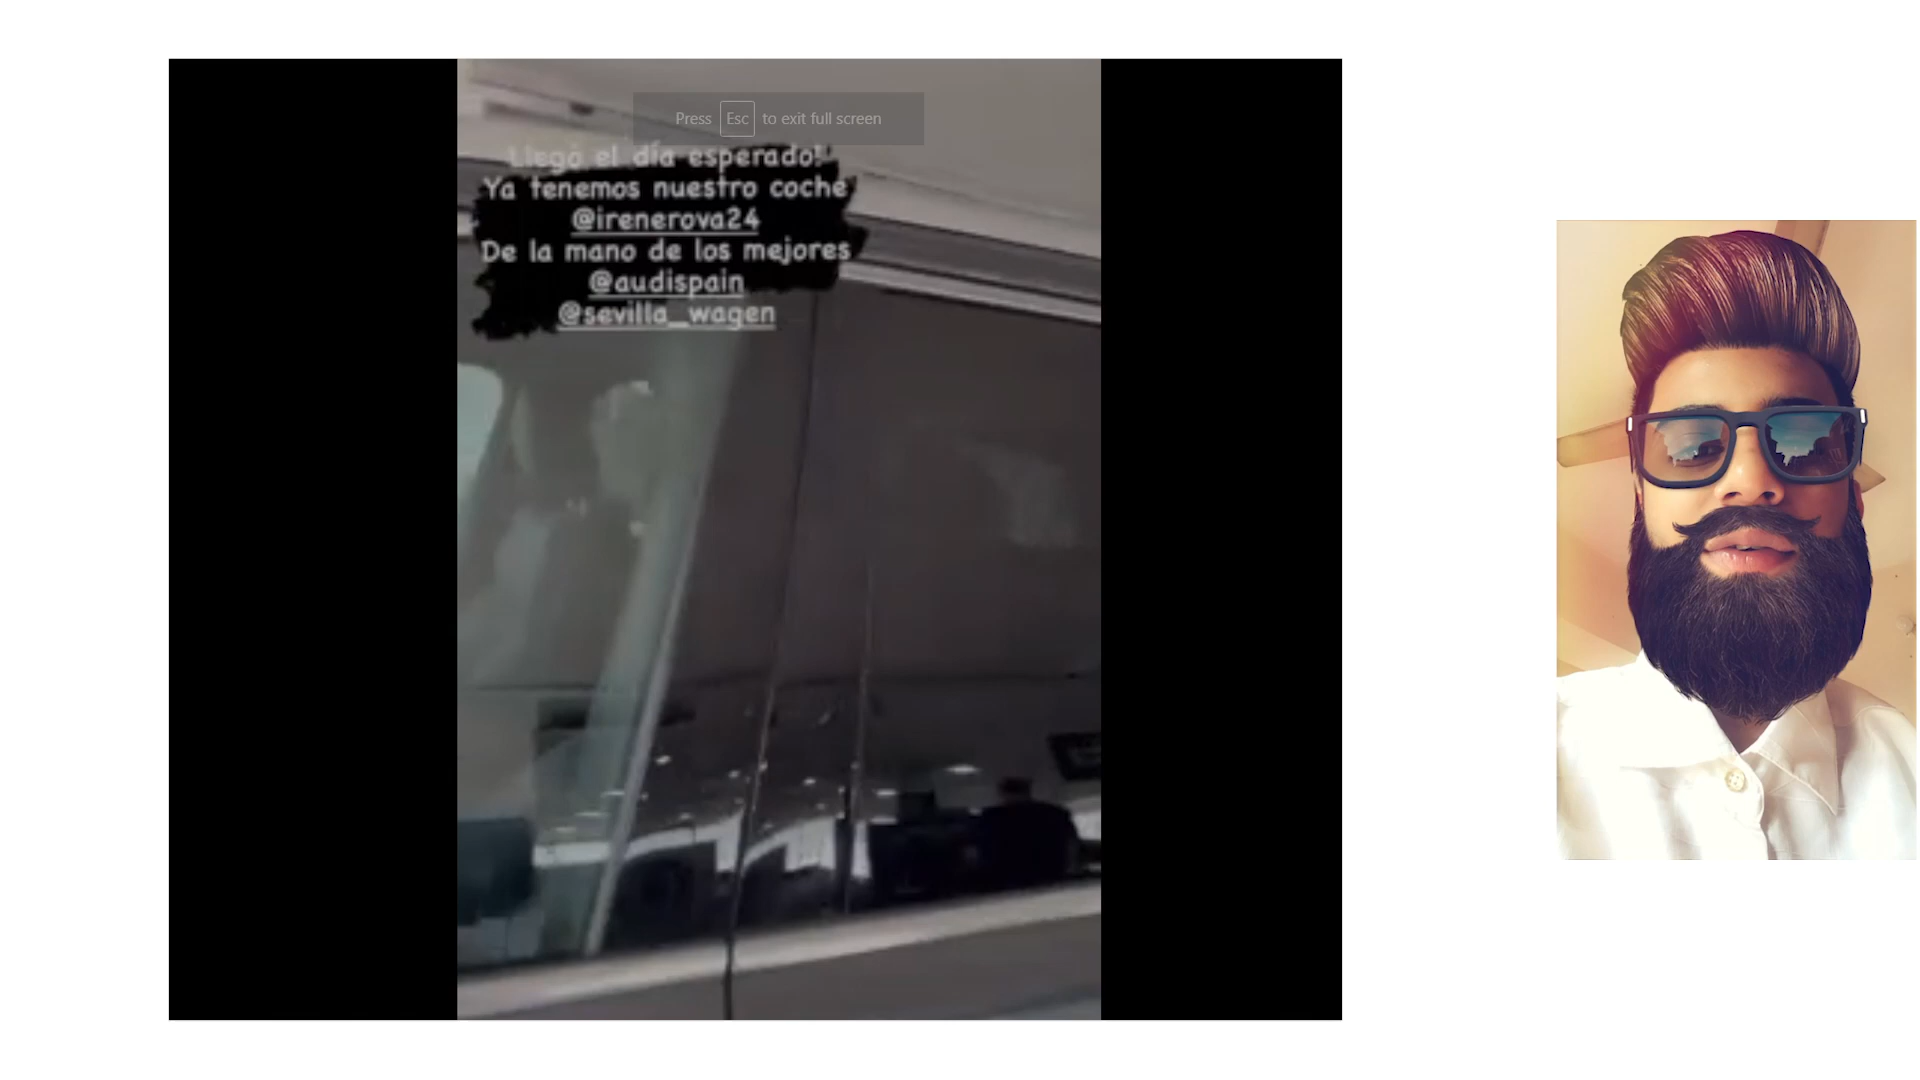 Press Esc to exit full screen
Llegó el día esperado!
Ya tenemos nuestro coche
@irenerova24
De la mano de los mejores
@audispain
@sevilla_wagen